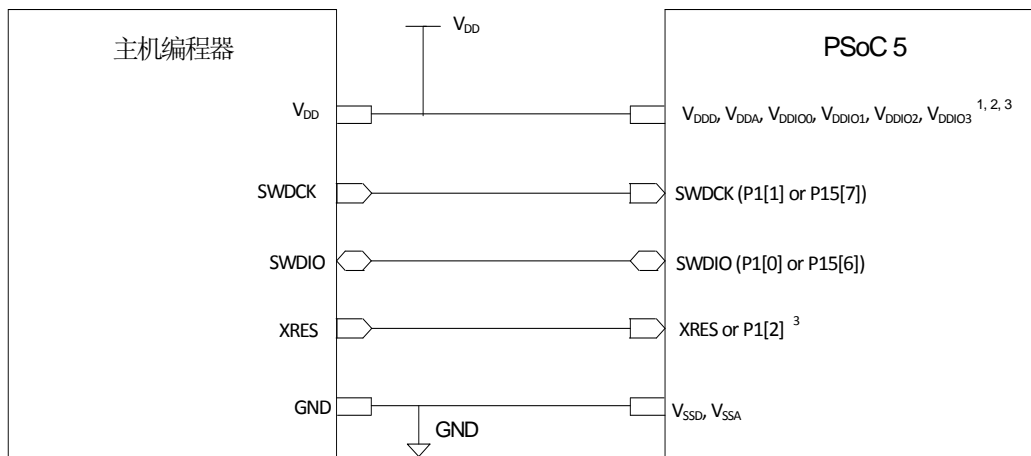 主机编程器
V_DD
PSoC 5
V_DD
V_DDD, V_DDA, V_DDIO0, V_DDIO1, V_DDIO2, V_DDIO3 1, 2, 3
SWDCK
SWDCK (P1[1] or P15[7])
SWDIO
SWDIO (P1[0] or P15[6])
XRES
XRES or P1[2] 3
GND
GND
V_SSD, V_SSA